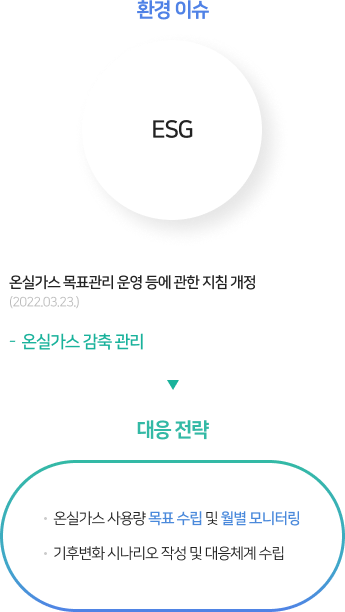 환경 이슈
ESG
온실가스 목표관리 운영 등에 관한 지침 개정
(2022.03.23.)
- 온실가스 감축 관리
▼
대응 전략
· 온실가스 사용량 목표 수립 및 월별 모니터링
· 기후변화 시나리오 작성 및 대응체계 수립